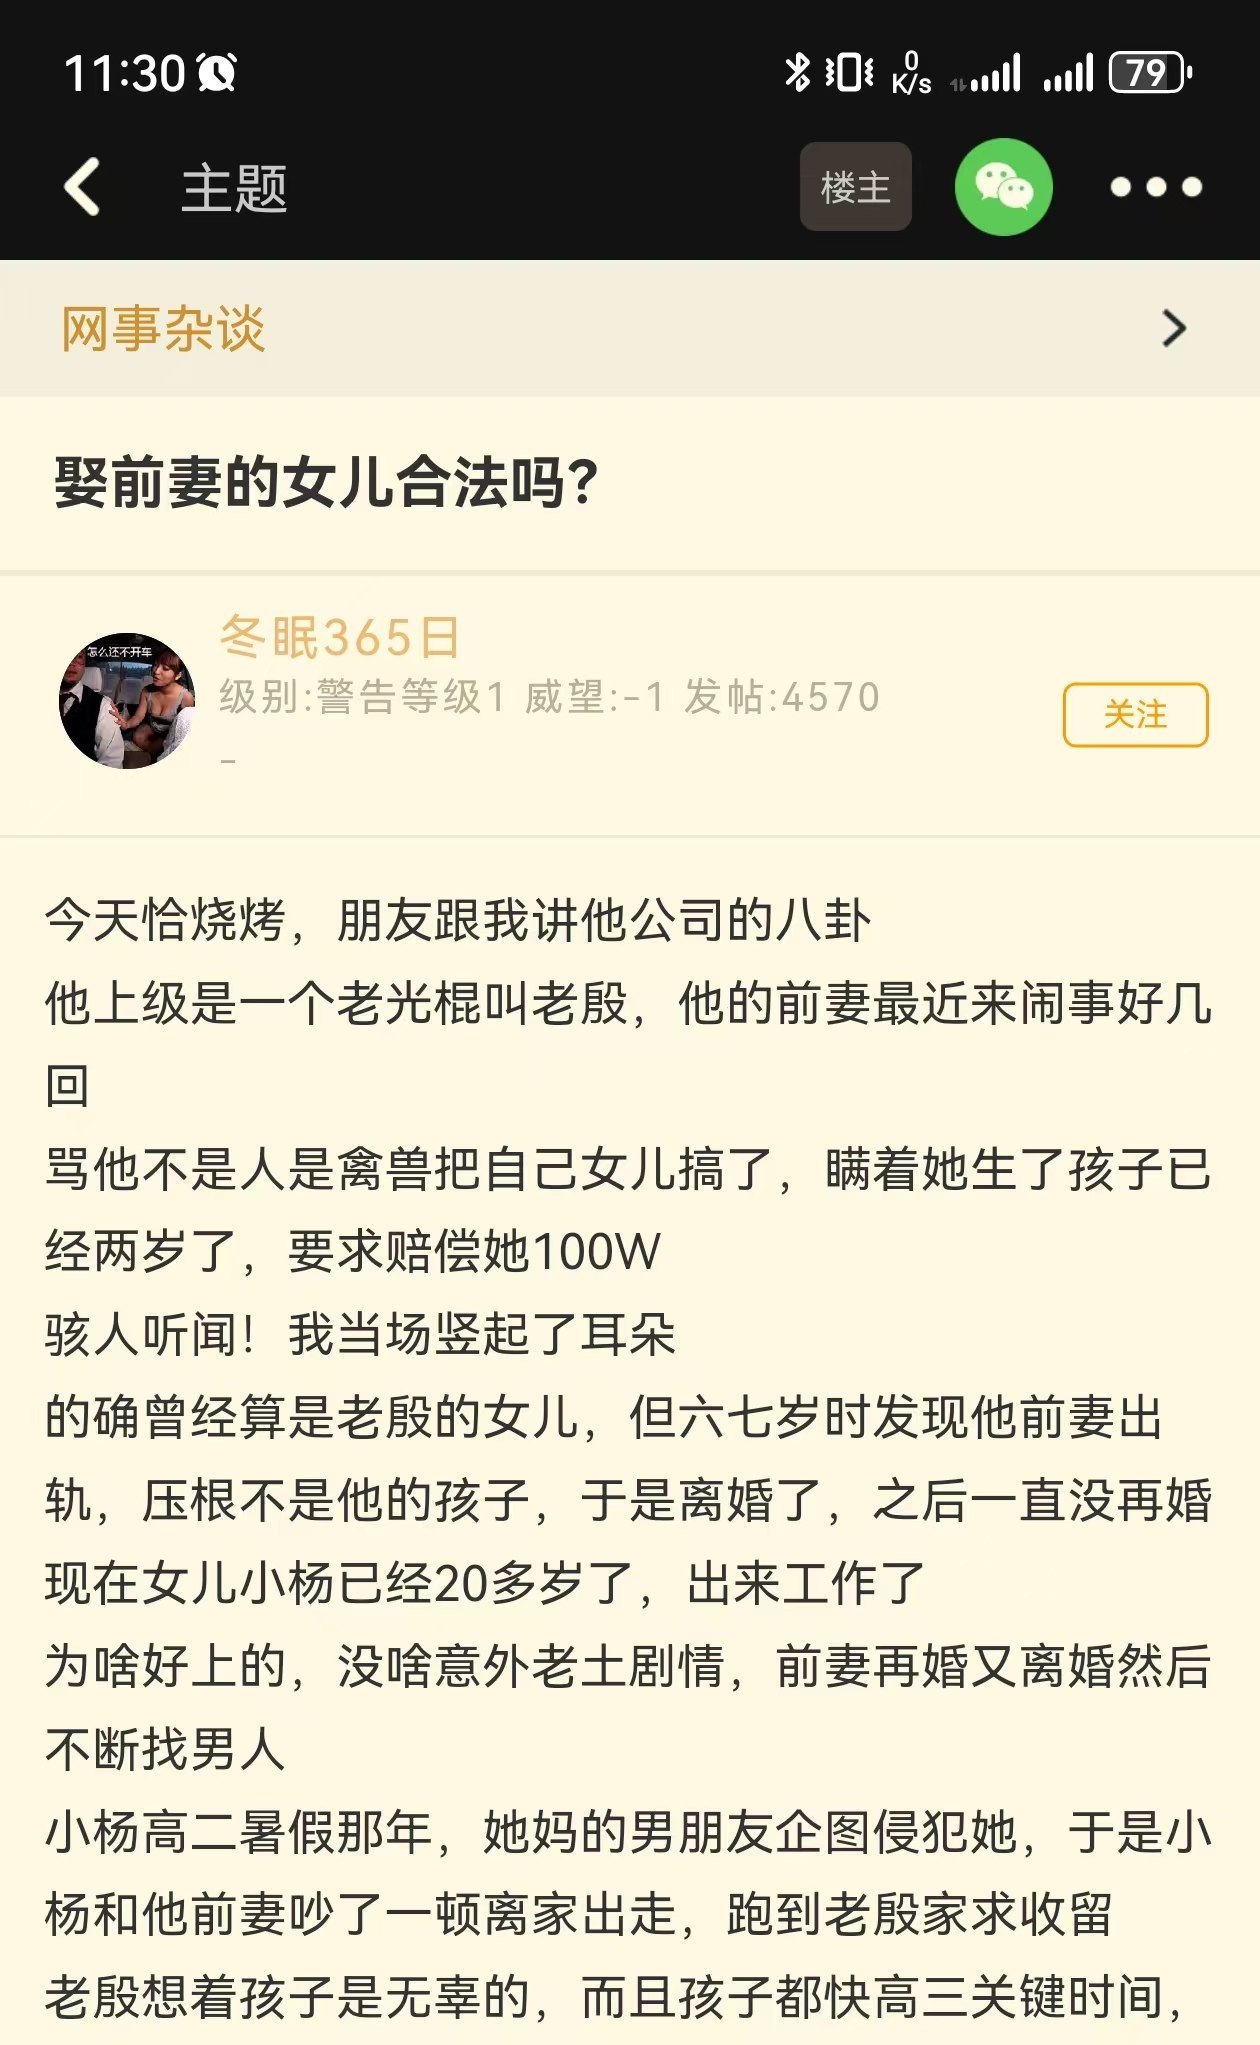 11:30
0
K/s
79
主题
楼主
网事杂谈
娶前妻的女儿合法吗？
怎么还不开车
冬眠365日
级别:警告等级1 威望:-1 发帖:4570
-
关注
今天恰烧烤，朋友跟我讲他公司的八卦
他上级是一个老光棍叫老殷，他的前妻最近来闹事好几
回
骂他不是人是禽兽把自己女儿搞了，瞒着她生了孩子已
经两岁了，要求赔偿她100W
骇人听闻！我当场竖起了耳朵
的确曾经算是老殷的女儿，但六七岁时发现他前妻出
轨，压根不是他的孩子，于是离婚了，之后一直没再婚
现在女儿小杨已经20多岁了，出来工作了
为啥好上的，没啥意外老土剧情，前妻再婚又离婚然后
不断找男人
小杨高二暑假那年，她妈的男朋友企图侵犯她，于是小
杨和他前妻吵了一顿离家出走，跑到老殷家求收留
老殷想着孩子是无辜的，而且孩子都快高三关键时间，